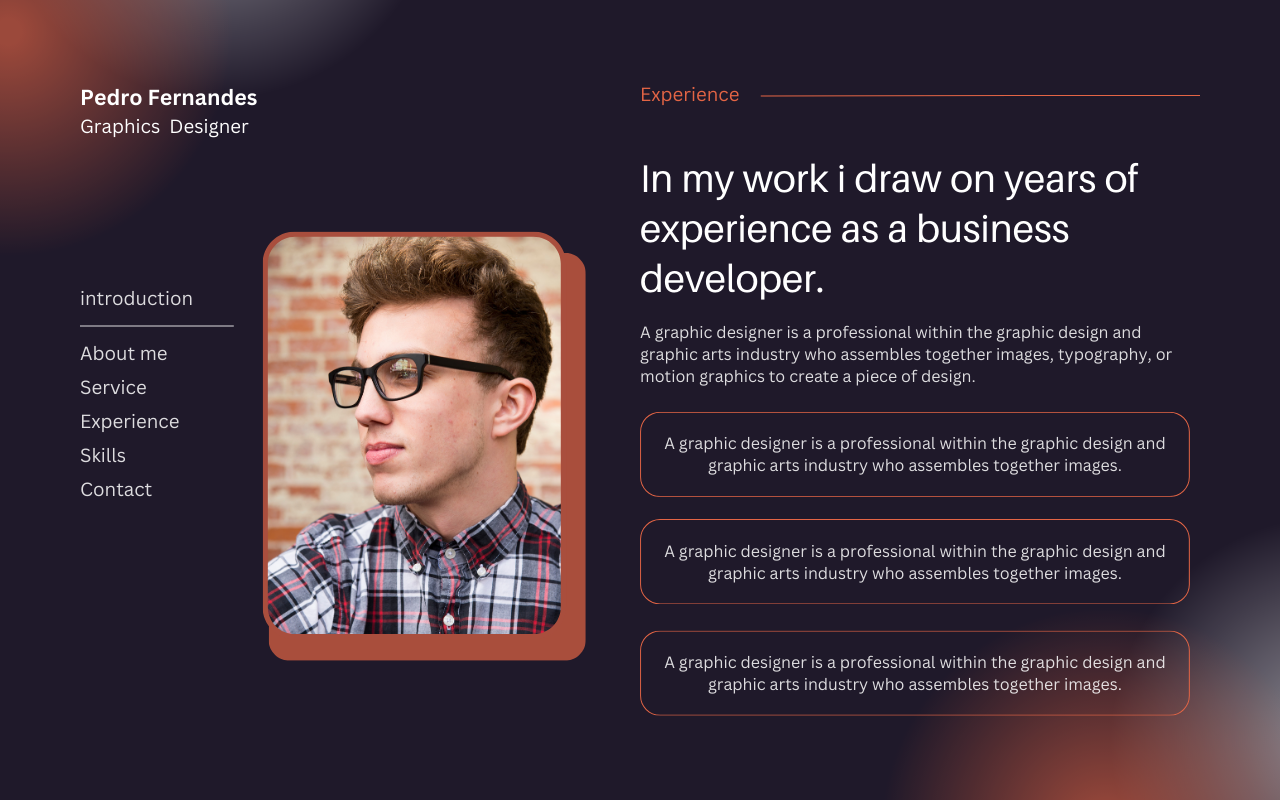 Pedro Fernandes
Graphics Designer
introduction
About me
Service
Experience
Skills
Contact
Experience
In my work i draw on years of
experience as a business
developer.
A graphic designer is a professional within the graphic design and
graphic arts industry who assembles together images, typography, or
motion graphics to create a piece of design.
A graphic designer is a professional within the graphic design and
graphic arts industry who assembles together images.
A graphic designer is a professional within the graphic design and
graphic arts industry who assembles together images.
A graphic designer is a professional within the graphic design and
graphic arts industry who assembles together images.